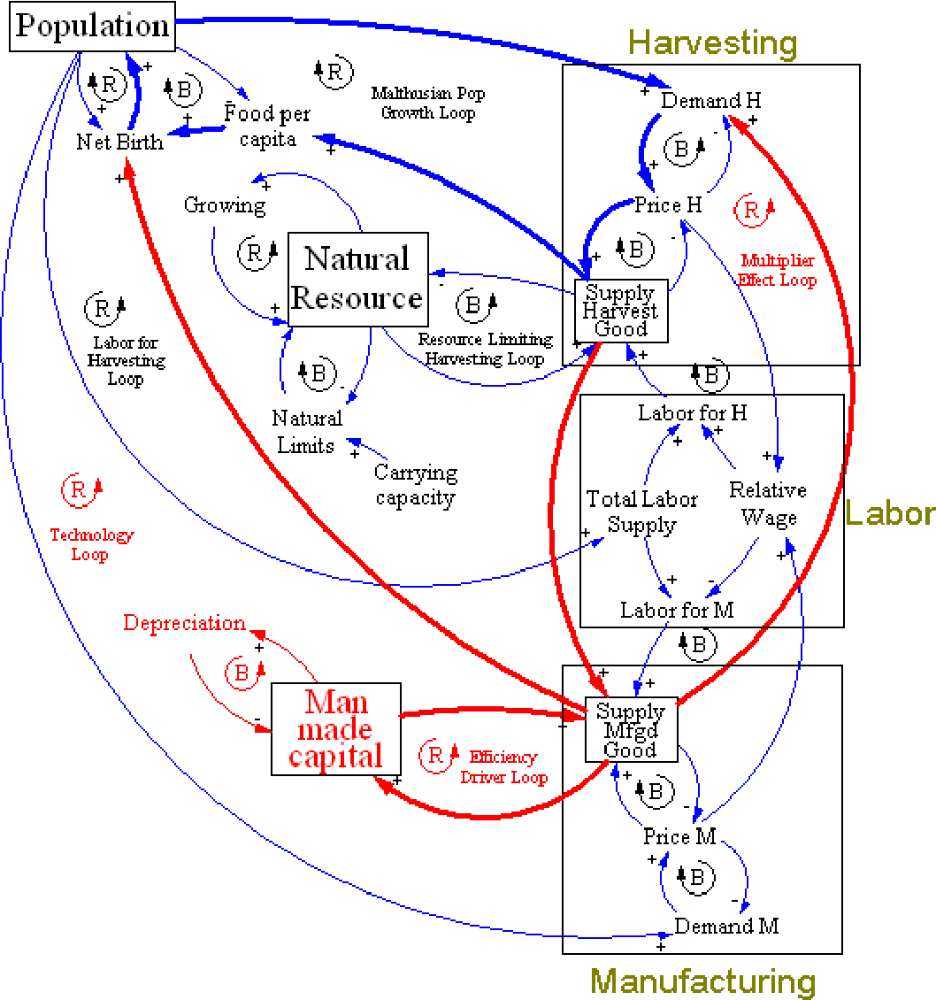 Population
Harvesting
R
B
R
Malthusian Pop
Growth Loop
Demand H
Food per
capita
Net Birth
B
Price H
R
Growing
R
B
Natural
Resource
Multiplier
Effect Loop
Supply
Harvest
Good
R
B
Resource Limiting
Harvesting Loop
Labor for
Harvesting
Loop
B
B
Natural
Limits
Labor for H
Carrying
capacity
R
Technology
Loop
Total Labor
Supply
Relative
Wage
Labor
Labor for M
Depreciation
B
B
Man
made
capital
Supply
Mfgd
Good
R
Efficiency
Driver Loop
B
Price M
B
Demand M
Manufacturing